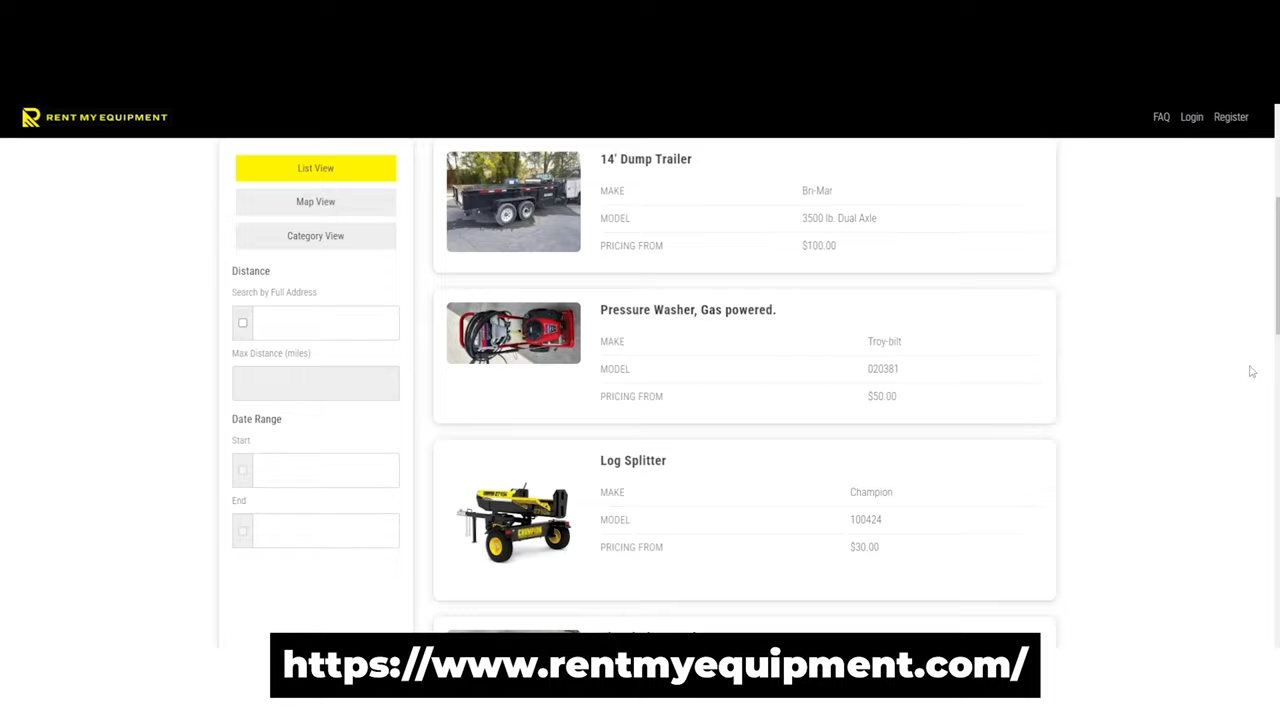 RENT MY EQUIPMENT
FAQ Login Register
List View
Map View
Category View
Distance
Search by Full Address
Max Distance (miles)
Date Range
Start
End
14' Dump Trailer
MAKE Bri-Mar
MODEL 3500 lb. Dual Axle
PRICING FROM $100.00
Pressure Washer, Gas powered.
MAKE Troy-bilt
MODEL 020381
PRICING FROM $50.00
Log Splitter
MAKE Champion
MODEL 100424
PRICING FROM $30.00
https://www.rentmyequipment.com/